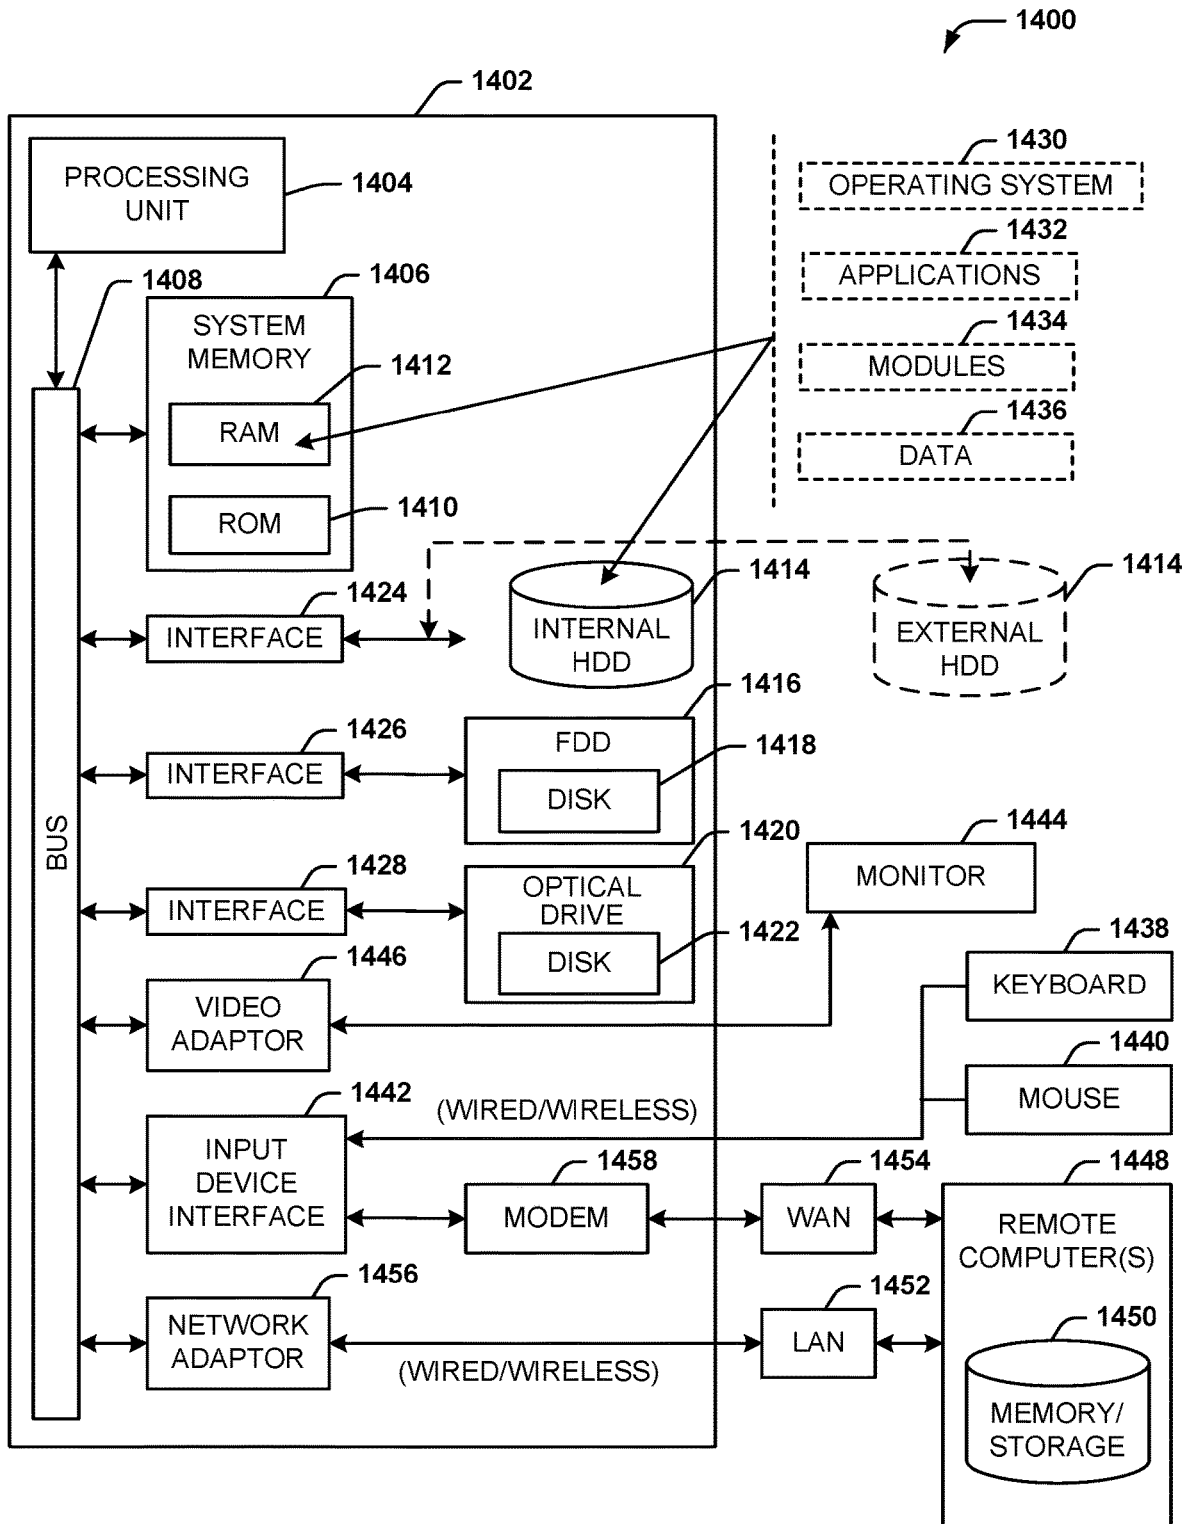 1400
1402
PROCESSING
UNIT
1404
1430
OPERATING SYSTEM
1432
APPLICATIONS
1434
MODULES
1436
DATA
1408
1406
SYSTEM
MEMORY
1412
RAM
1410
ROM
1424
INTERFACE
1414
INTERNAL
HDD
1414
EXTERNAL
HDD
1416
FDD
1426
INTERFACE
1418
DISK
BUS
1420
OPTICAL
DRIVE
1428
INTERFACE
1422
DISK
1444
MONITOR
1446
VIDEO
ADAPTOR
1438
KEYBOARD
1440
MOUSE
1442
INPUT
DEVICE
INTERFACE
(WIRED/WIRELESS)
1458
MODEM
1454
WAN
1448
REMOTE
COMPUTER(S)
1456
NETWORK
ADAPTOR
(WIRED/WIRELESS)
1452
LAN
1450
MEMORY/
STORAGE